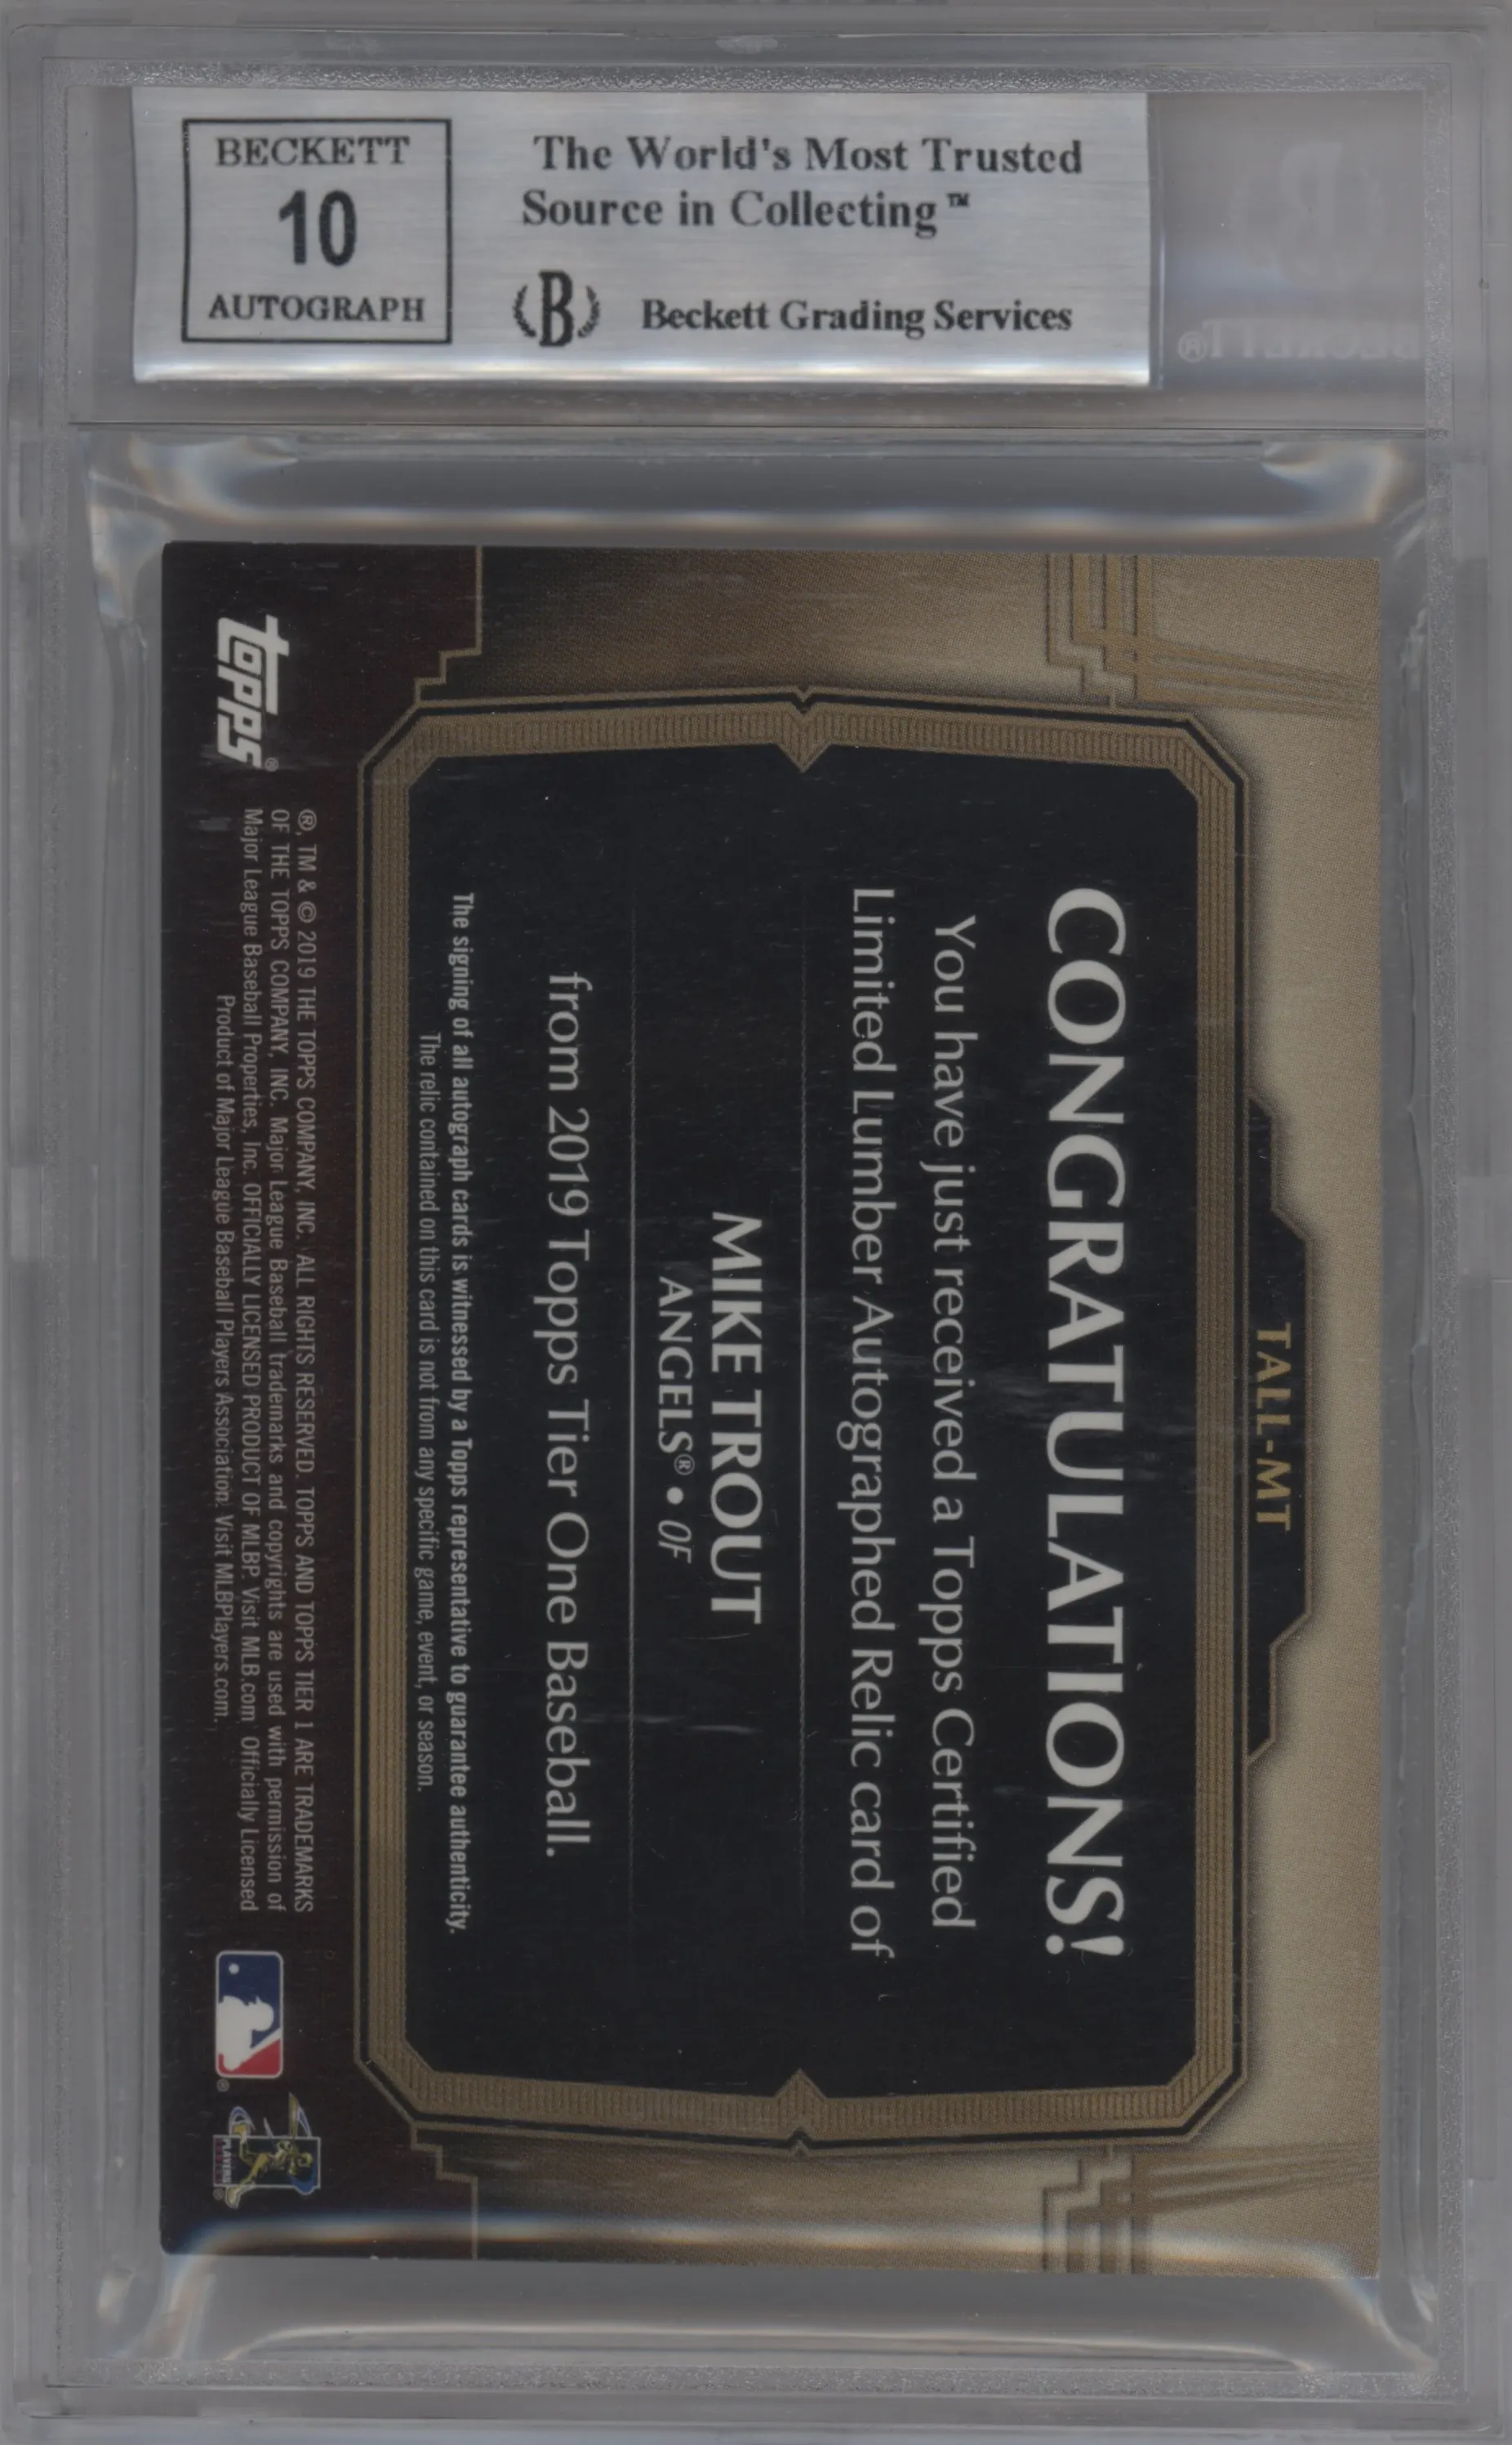 BECKETT
10
AUTOGRAPH
The World's Most Trusted
Source in Collecting™
B
Beckett Grading Services
B
BECKETT®
TALL-MT
CONGRATULATIONS!
You have just received a Topps Certified
Limited Lumber Autographed Relic card of
MIKE TROUT
ANGELS® • OF
from 2019 Topps Tier One Baseball.
The signing of all autograph cards is witnessed by a Topps representative to guarantee authenticity.
The relic contained on this card is not from any specific game, event, or season.
topps®
®, TM & © 2019 THE TOPPS COMPANY, INC. ALL RIGHTS RESERVED. TOPPS AND TOPPS TIER 1 ARE TRADEMARKS
OF THE TOPPS COMPANY, INC. Major League Baseball trademarks and copyrights are used with permission of
Major League Baseball Properties, Inc. OFFICIALLY LICENSED PRODUCT OF MLBP. Visit MLB.com Officially Licensed
Product of Major League Baseball Players Association. Visit MLBPlayers.com.
®
PLAYERS
®